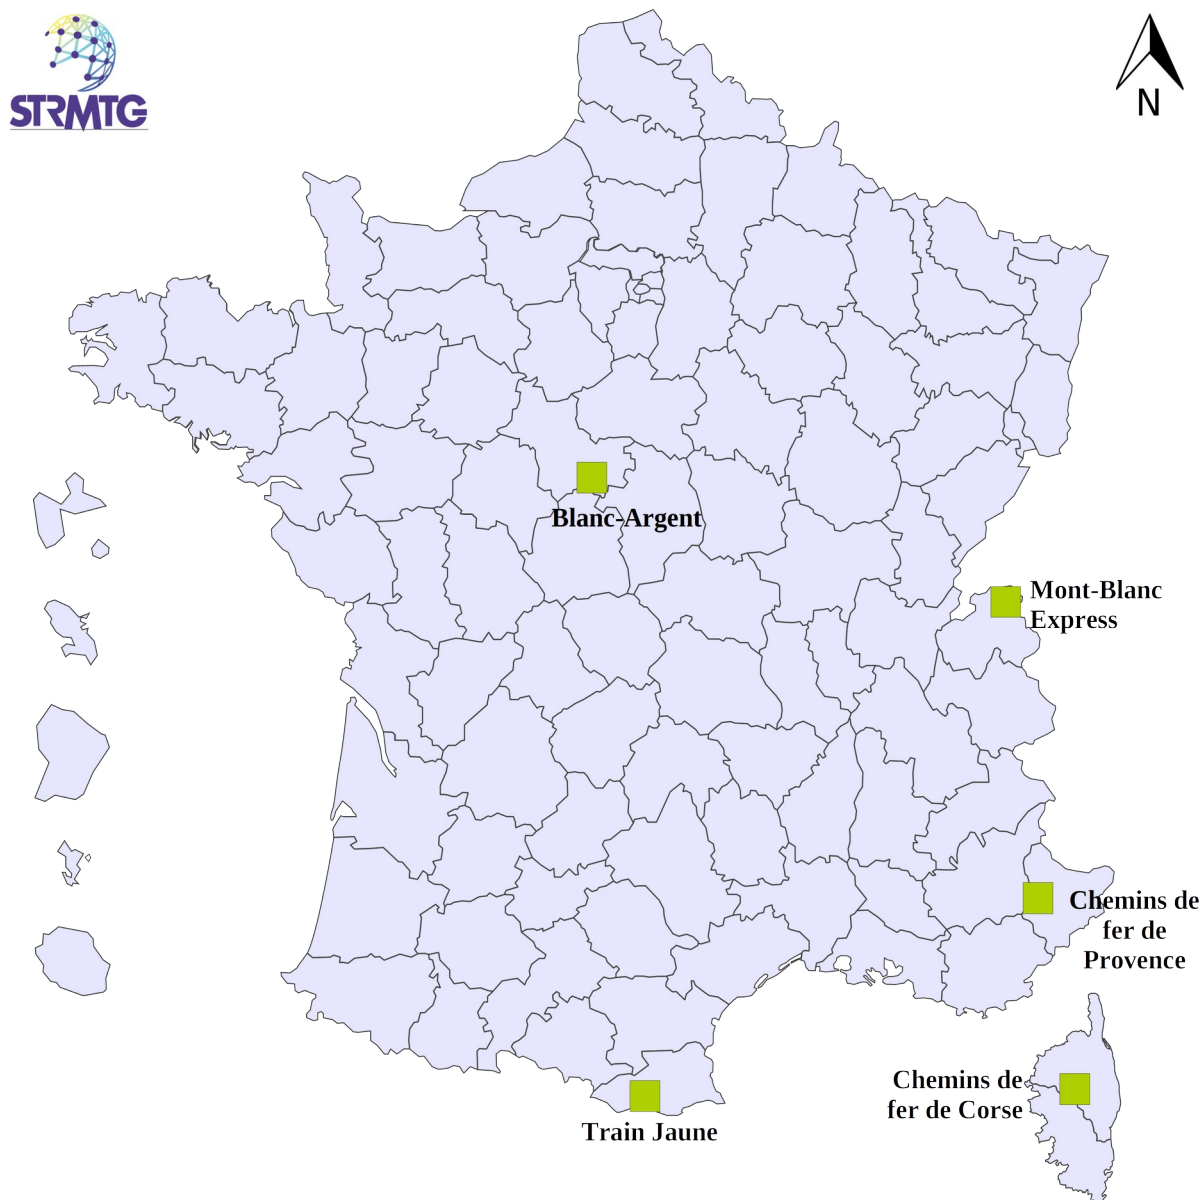 STRMTG
N
Blanc-Argent
Mont-Blanc
Express
Chemins de
fer de
Provence
Chemins de
fer de Corse
Train Jaune